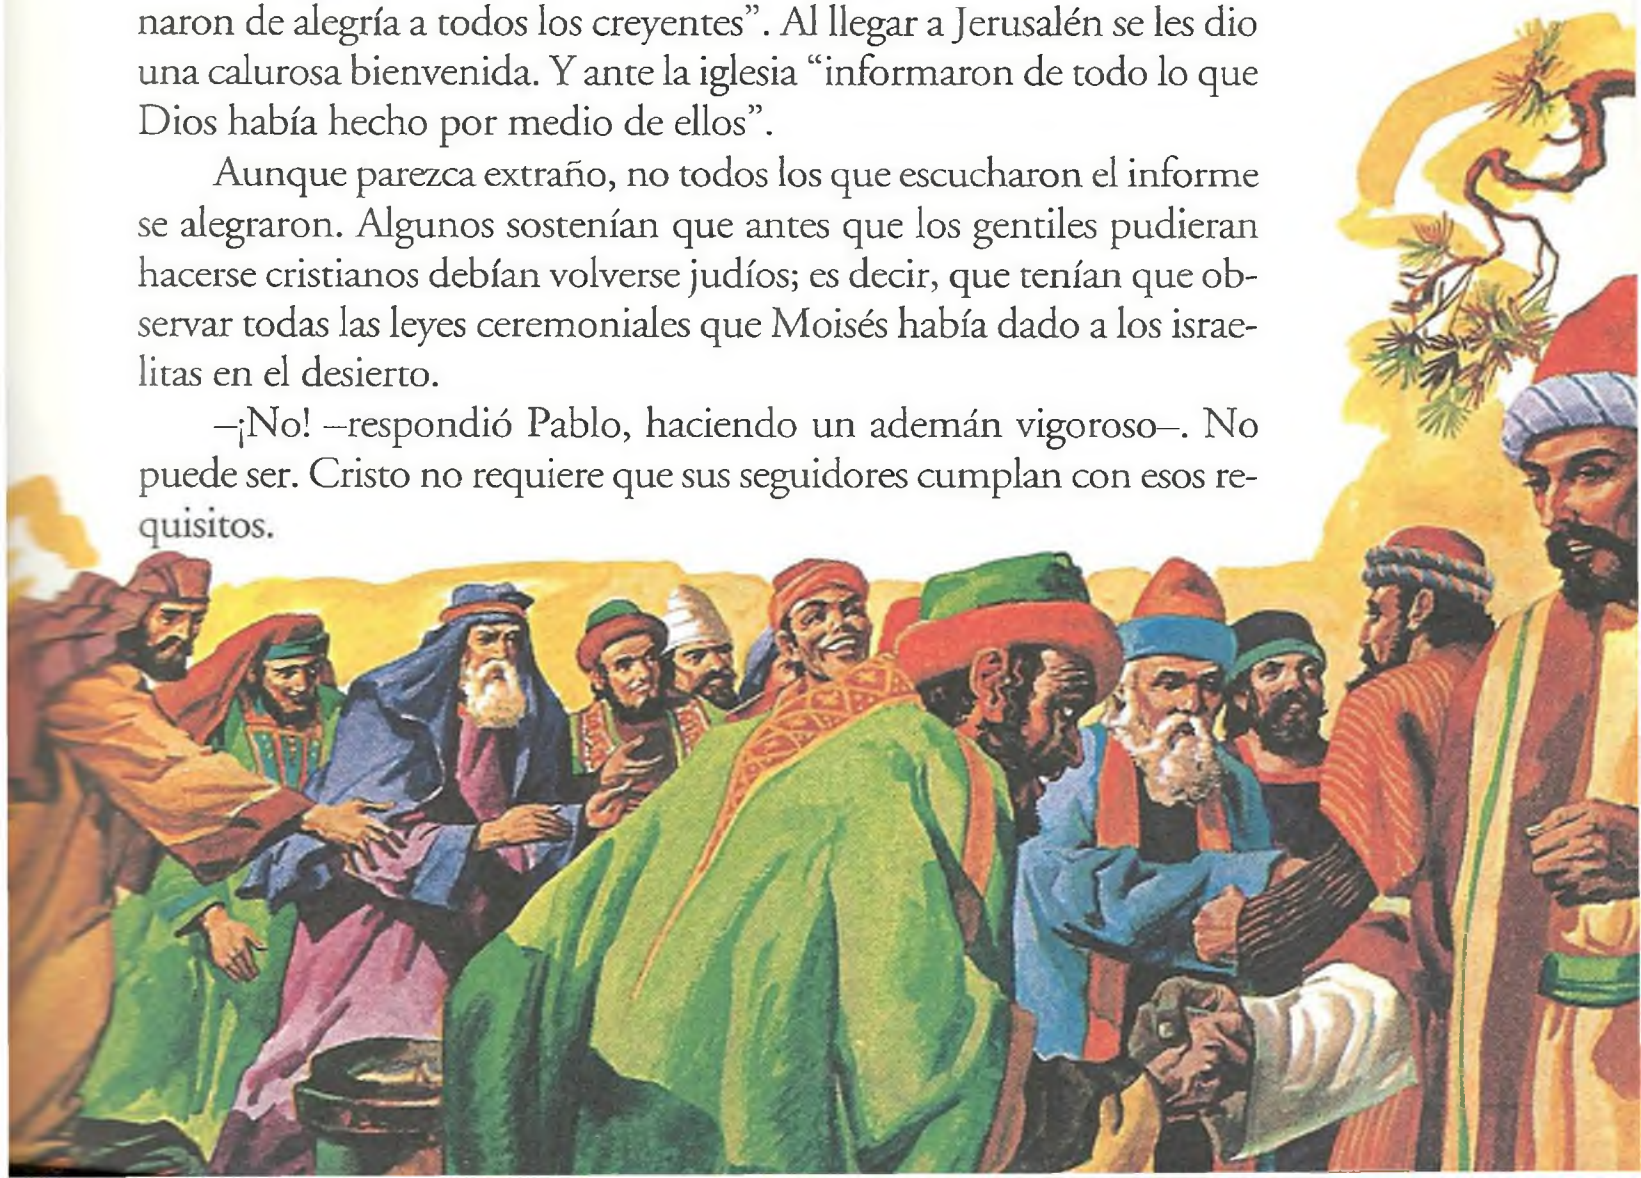 naron de alegría a todos los creyentes”. Al llegar a Jerusalén se les dio
una calurosa bienvenida. Y ante la iglesia “informaron de todo lo que
Dios había hecho por medio de ellos”.
Aunque parezca extraño, no todos los que escucharon el informe
se alegraron. Algunos sostenían que antes que los gentiles pudieran
hacerse cristianos debían volverse judíos; es decir, que tenían que ob-
servar todas las leyes ceremoniales que Moisés había dado a los israe-
litas en el desierto.
–¡No! –respondió Pablo, haciendo un ademán vigoroso–. No
puede ser. Cristo no requiere que sus seguidores cumplan con esos re-
quisitos.